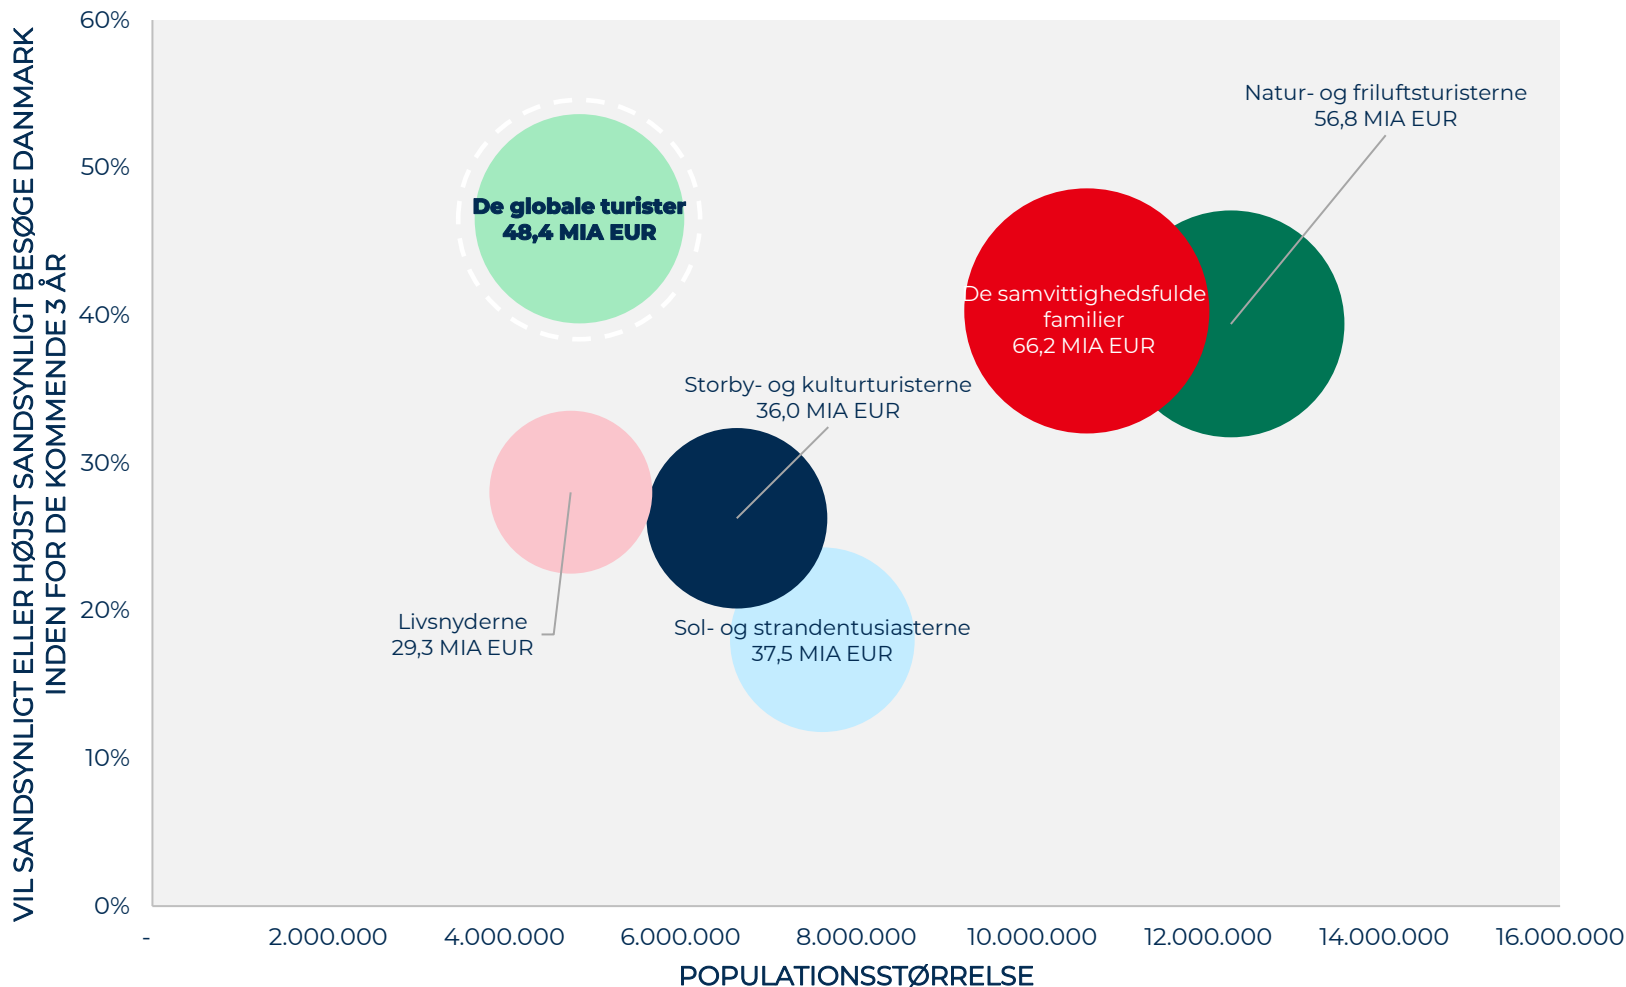 VIL SANDSYNLIGT ELLER HØJST SANDSYNLIGT BESØGE DANMARK
INDEN FOR DE KOMMENDE 3 ÅR
60%
50%
40%
30%
20%
10%
0%
Natur- og friluftsturisterne
56,8 MIA EUR
De globale turister
48,4 MIA EUR
De samvittighedsfulde
familier
66,2 MIA EUR
Storby- og kulturturisterne
36,0 MIA EUR
Livsnyderne
29,3 MIA EUR
Sol- og strandentusiasterne
37,5 MIA EUR
- 2.000.000 4.000.000 6.000.000 8.000.000 10.000.000 12.000.000 14.000.000 16.000.000
POPULATIONSSTØRRELSE